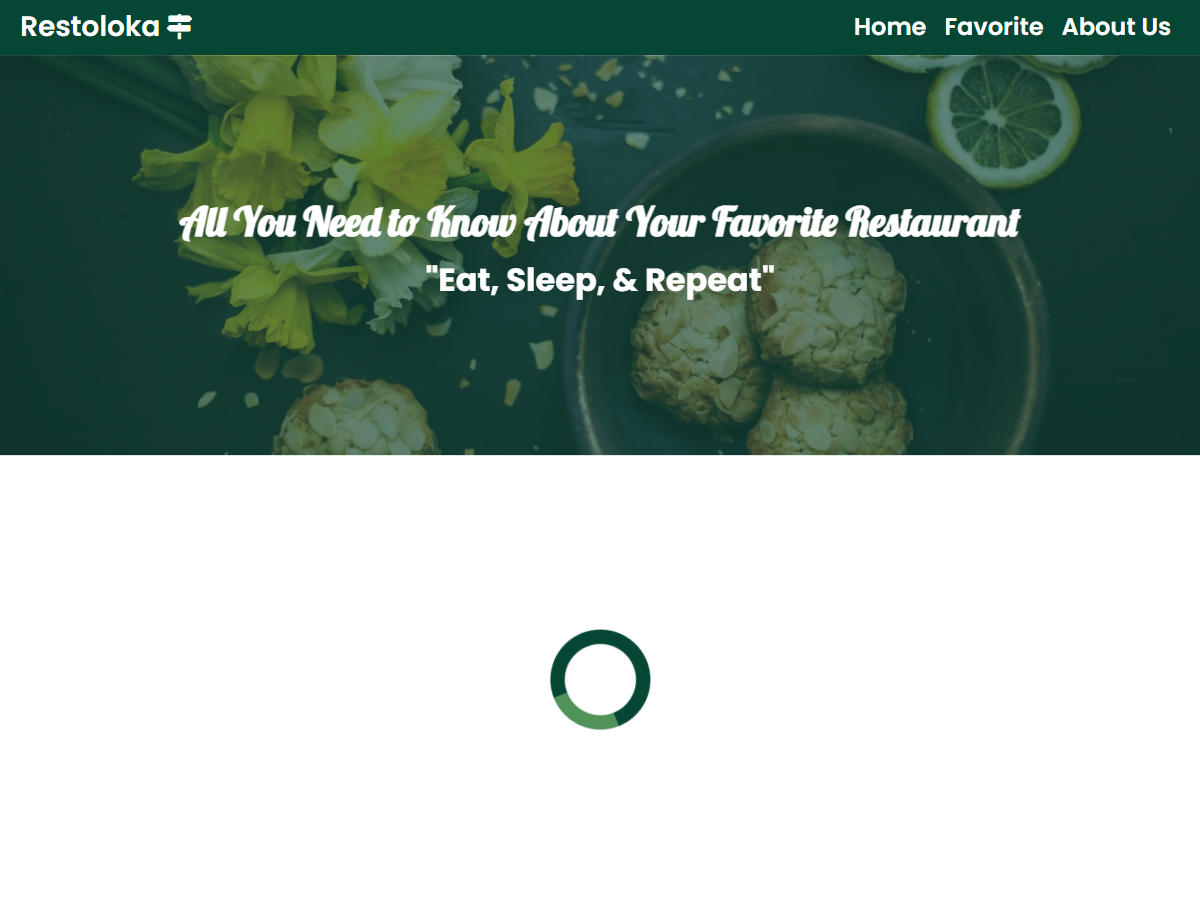 Restoloka
Home Favorite About Us
All You Need to Know About Your Favorite Restaurant
"Eat, Sleep, & Repeat"